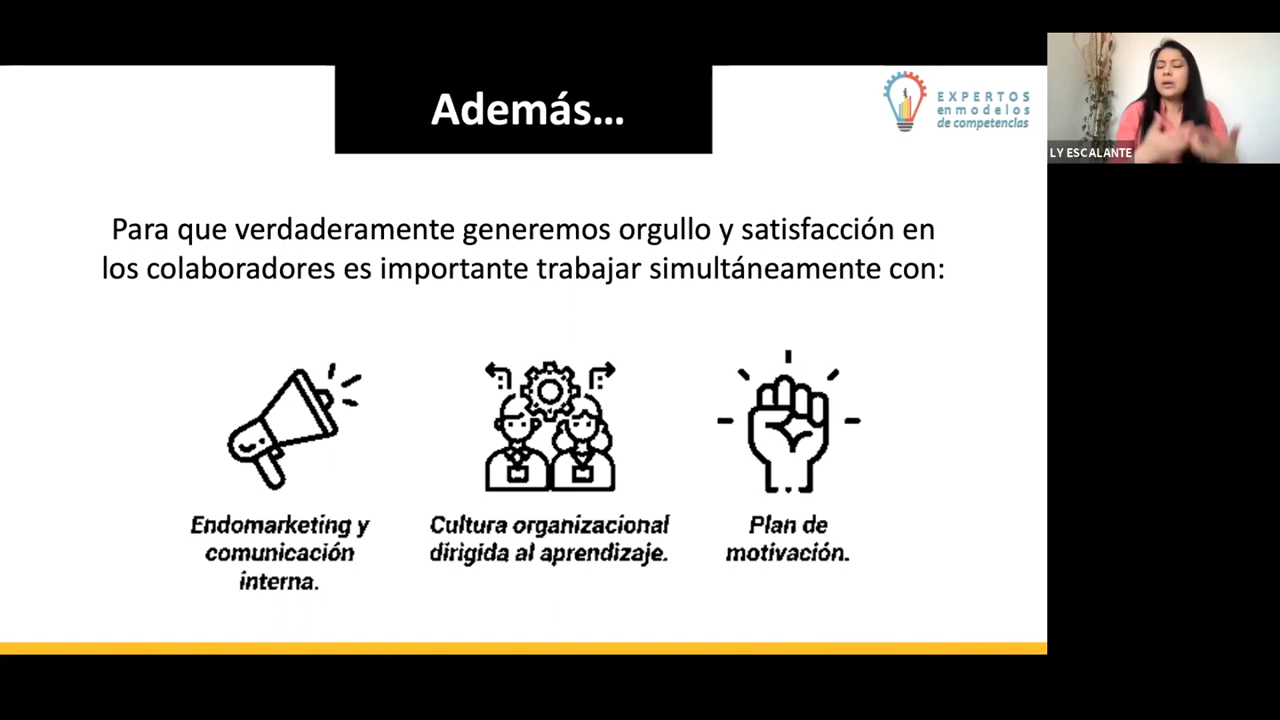 Además...
EXPERTOS
en modelos
de competencias
LY ESCALANTE
Para que verdaderamente generemos orgullo y satisfacción en
los colaboradores es importante trabajar simultáneamente con:
Endomarketing y
comunicación
interna.
Cultura organizacional
dirigida al aprendizaje.
Plan de
motivación.